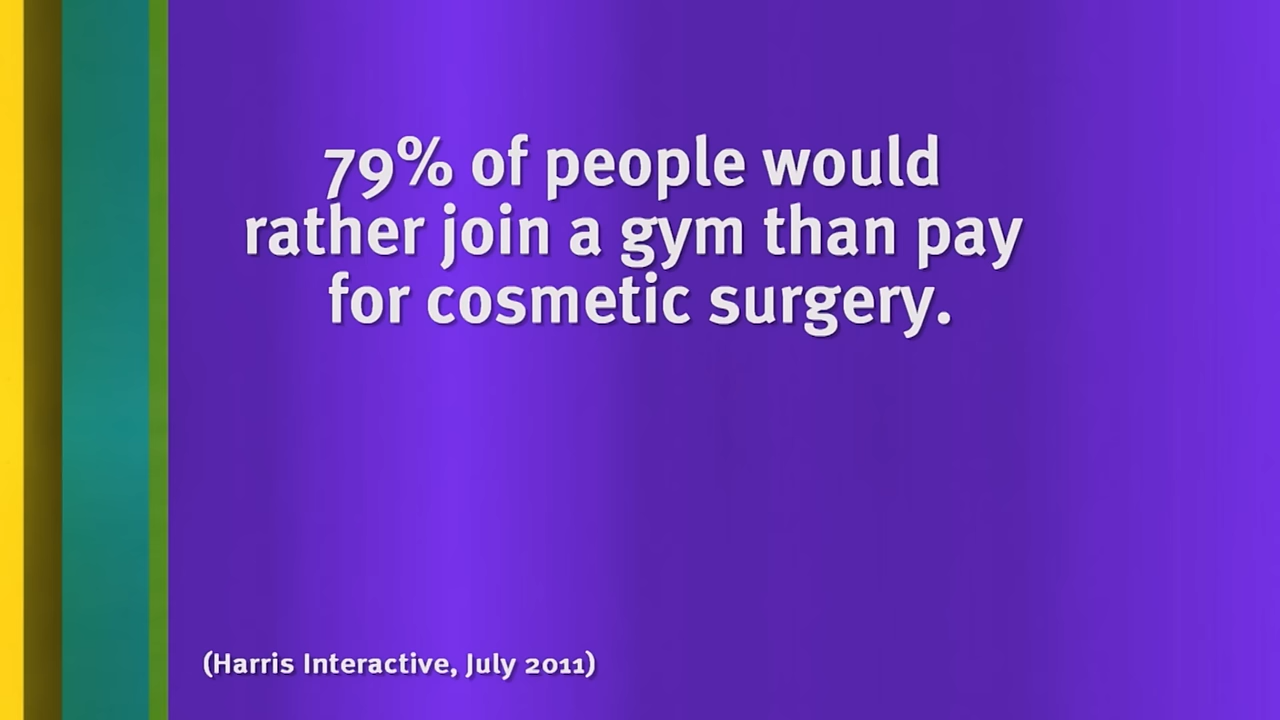 79% of people would
rather join a gym than pay
for cosmetic surgery.
(Harris Interactive, July 2011)